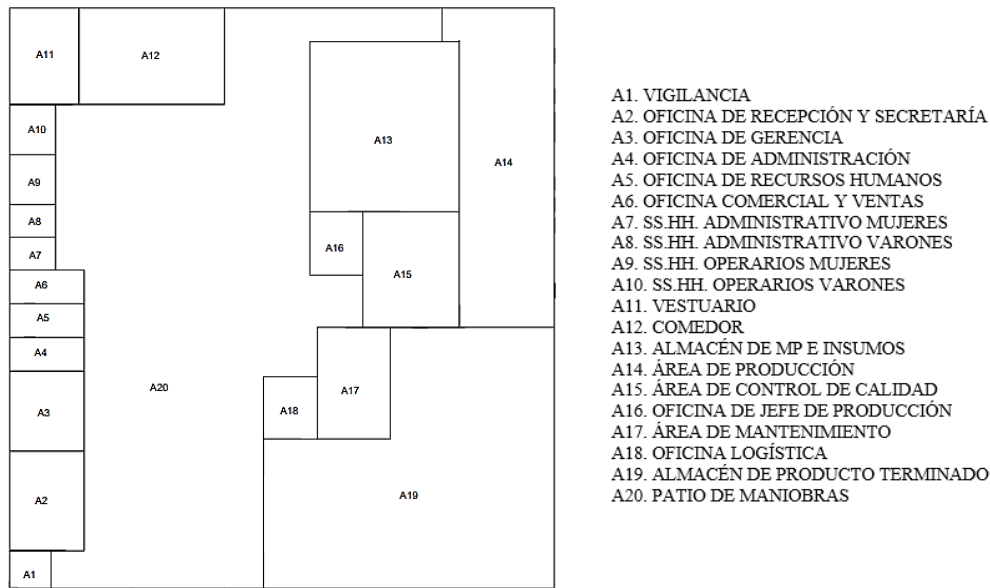 A11
A12
A10
A9
A8
A7
A6
A5
A4
A3
A2
A1
A20
A13
A14
A16
A15
A17
A18
A19
A1. VIGILANCIA
A2. OFICINA DE RECEPCIÓN Y SECRETARÍA
A3. OFICINA DE GERENCIA
A4. OFICINA DE ADMINISTRACIÓN
A5. OFICINA DE RECURSOS HUMANOS
A6. OFICINA COMERCIAL Y VENTAS
A7. SS.HH. ADMINISTRATIVO MUJERES
A8. SS.HH. ADMINISTRATIVO VARONES
A9. SS.HH. OPERARIOS MUJERES
A10. SS.HH. OPERARIOS VARONES
A11. VESTUARIO
A12. COMEDOR
A13. ALMACÉN DE MP E INSUMOS
A14. ÁREA DE PRODUCCIÓN
A15. ÁREA DE CONTROL DE CALIDAD
A16. OFICINA DE JEFE DE PRODUCCIÓN
A17. ÁREA DE MANTENIMIENTO
A18. OFICINA LOGÍSTICA
A19. ALMACÉN DE PRODUCTO TERMINADO
A20. PATIO DE MANIOBRAS